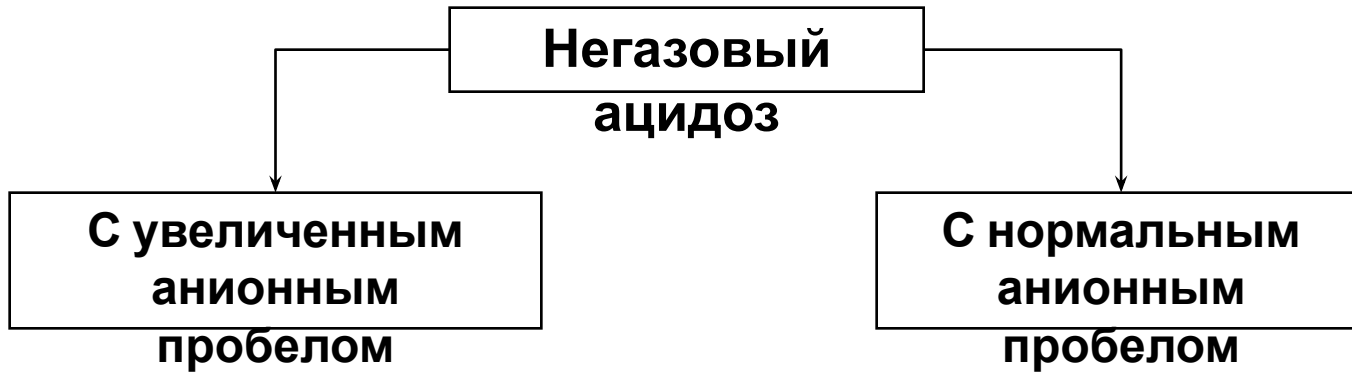 Негазовый
ацидоз
С увеличенным
анионным
пробелом
С нормальным
анионным
пробелом